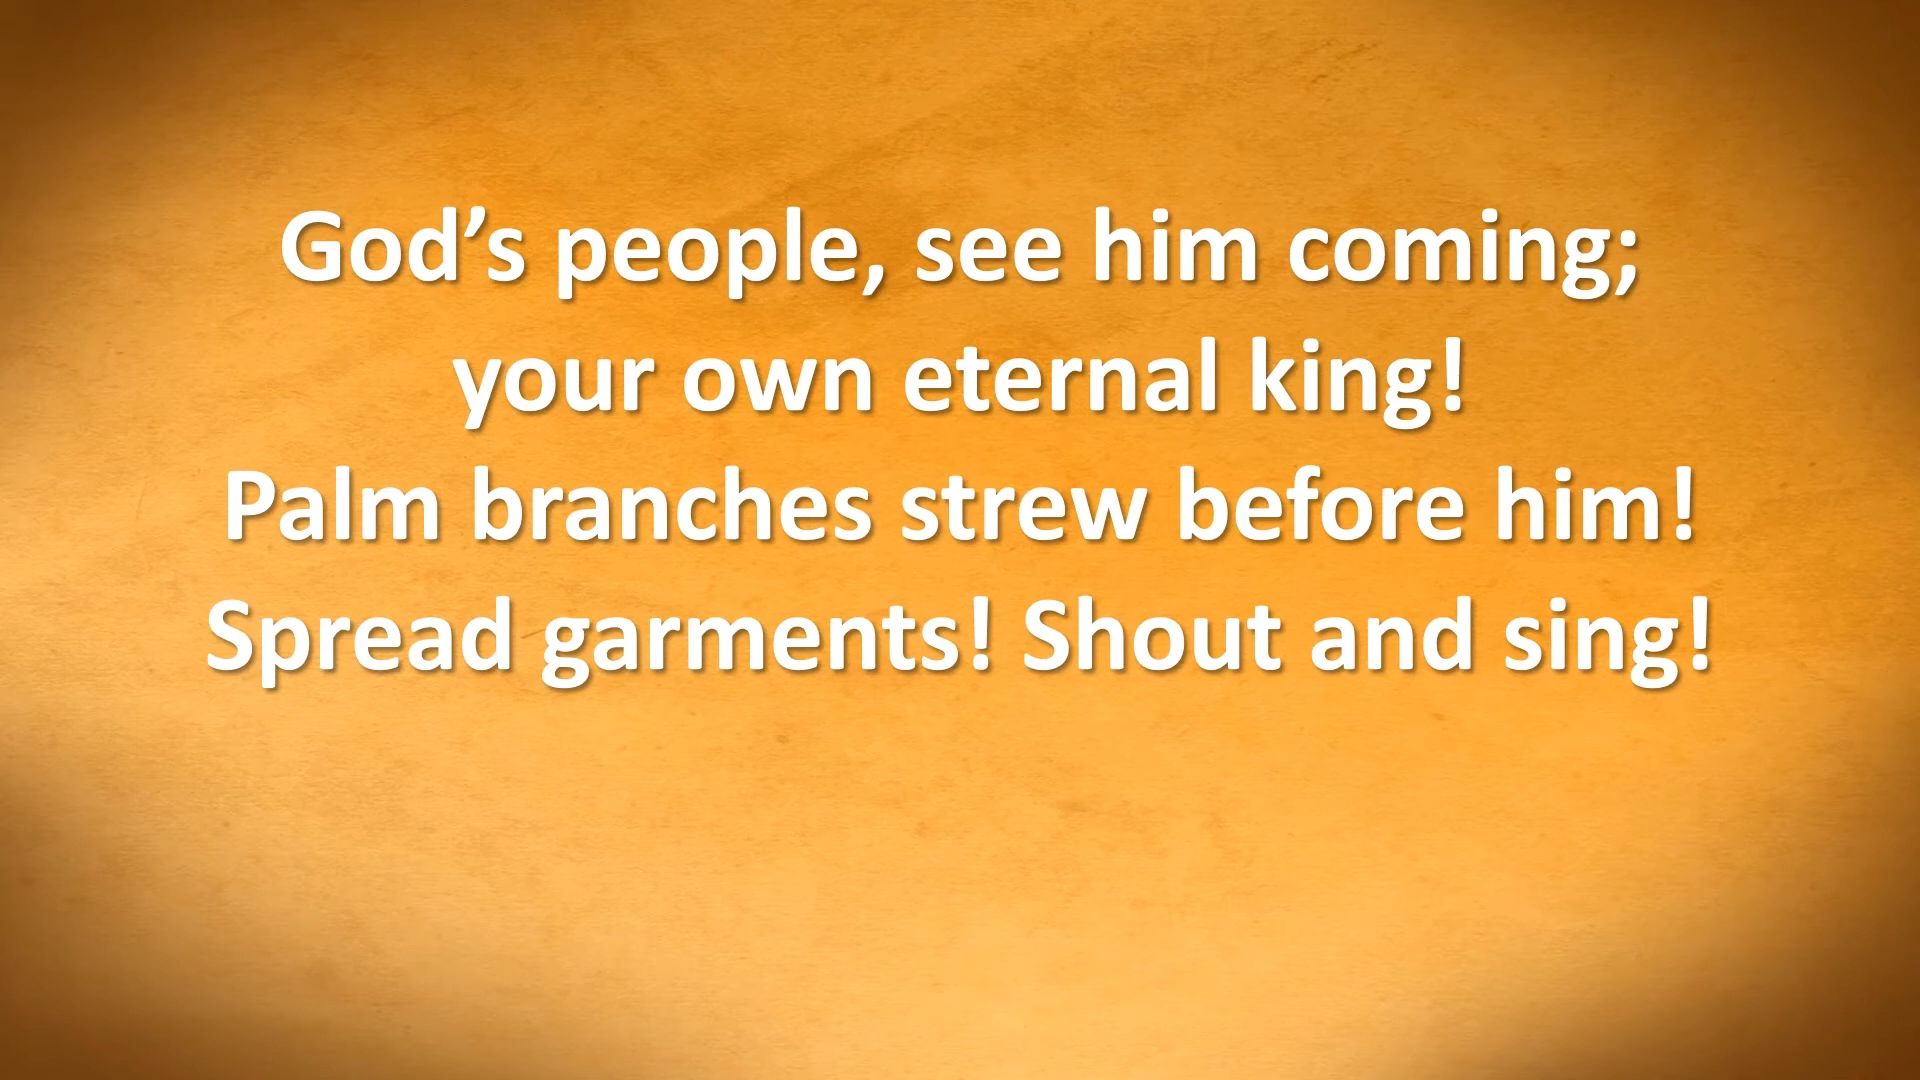 God’s people, see him coming;
your own eternal king!
Palm branches strew before him!
Spread garments! Shout and sing!